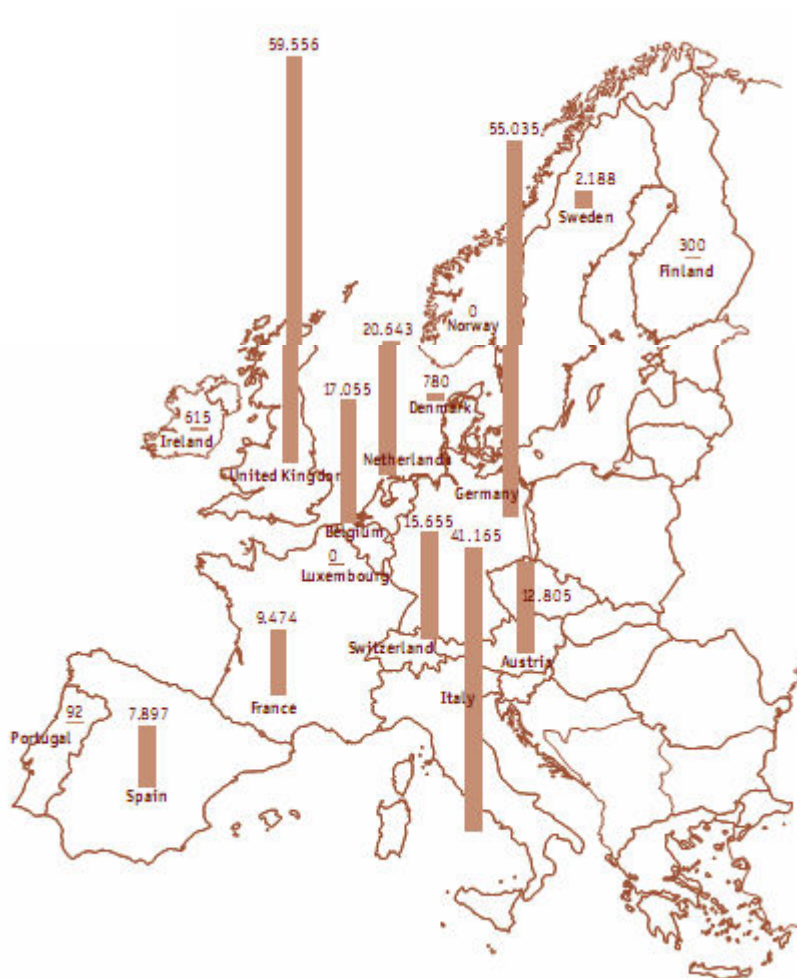 59.556
55.035
2.188
Sweden
300
Finland
0
Norway
20.643
780
Denmark
17.055
615
Ireland
United Kingdom
Netherlands
Germany
Belgium
15.655
41.165
0
Luxembourg
12.805
9.474
Switzerland
Austria
Italy
France
92
Portugal
7.897
Spain